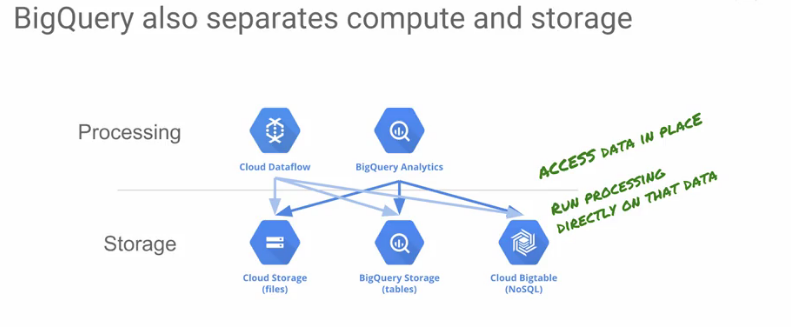 BigQuery also separates compute and storage
Processing
Cloud Dataflow
BigQuery Analytics
ACCESS DATA IN PLACE
RUN PROCESSING
DIRECTLY ON THAT DATA
Storage
Cloud Storage
(files)
BigQuery Storage
(tables)
Cloud Bigtable
(NoSQL)